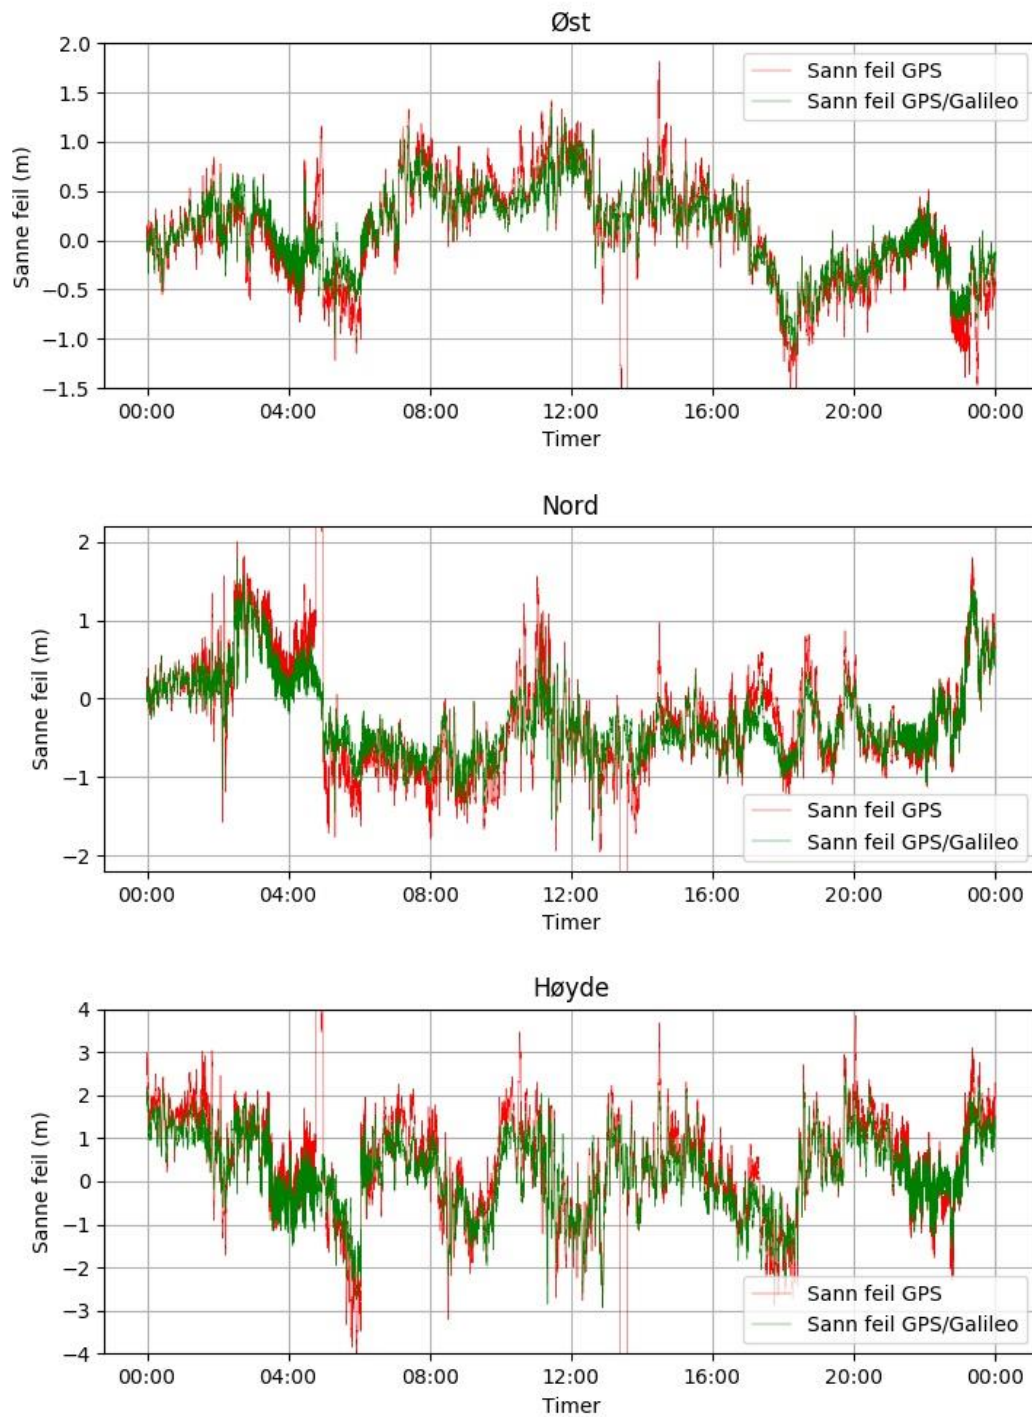 Øst
Sanne feil (m)
2.0
1.5
1.0
0.5
0.0
−0.5
−1.0
−1.5
Sann feil GPS
Sann feil GPS/Galileo
00:00 04:00 08:00 12:00 16:00 20:00 00:00
Timer
Nord
Sanne feil (m)
2
1
0
−1
−2
Sann feil GPS
Sann feil GPS/Galileo
00:00 04:00 08:00 12:00 16:00 20:00 00:00
Timer
Høyde
Sanne feil (m)
4
3
2
1
0
−1
−2
−3
−4
Sann feil GPS
Sann feil GPS/Galileo
00:00 04:00 08:00 12:00 16:00 20:00 00:00
Timer